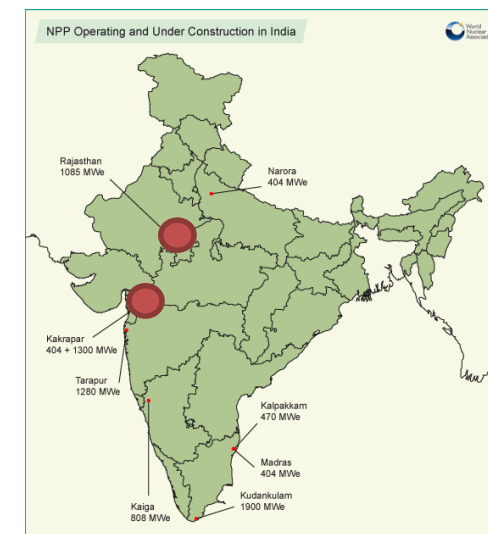 NPP Operating and Under Construction in India
World
Nuclear
Associati
Rajasthan
1085 MWe
Narora
404 MWe
Kakrapar
404 + 1300 MWe
Tarapur
1280 MWe
Kalpakkam
470 MWe
Madras
404 MWe
Kaiga
808 MWe
Kudankulam
1900 MWe